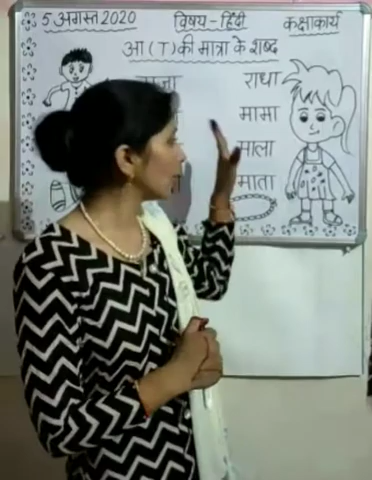 5 अगस्त 2020 विषय - हिंदी कक्षाकार्य
आ (ा) की मात्रा के शब्द
राजा राधा
मामा
माला
माता